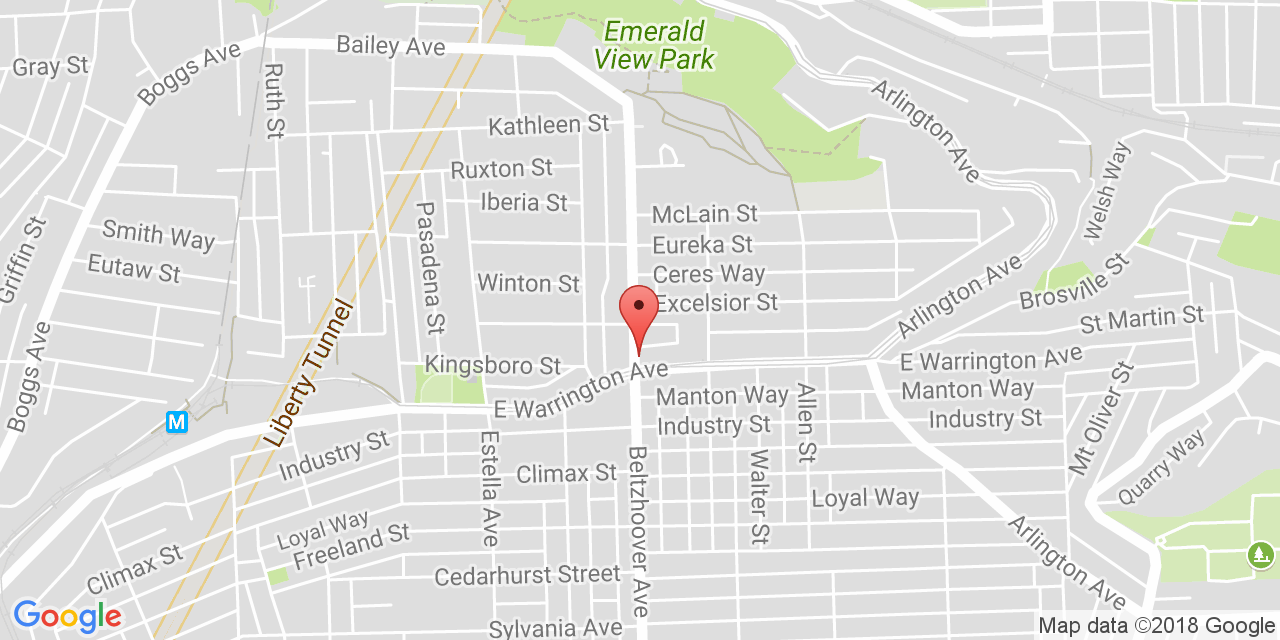 Emerald
View Park
Bailey Ave
Gray St
Boggs Ave
Ruth St
Arlington Ave
Kathleen St
Ruxton St
Iberia St
Welsh Way
McLain St
Smith Way
Pasadena St
Griffin St
Eureka St
Eutaw St
Ceres Way
Winton St
Excelsior St
Brosville St
Arlington Ave
St Martin St
Liberty Tunnel
Boggs Ave
Kingsboro St
E Warrington Ave
E Warrington Ave
Manton Way
Manton Way
Allen St
Mt Oliver St
M
Industry St
Industry St
Industry St
Estella Ave
Climax St
Beltzhoover Ave
Walter St
Quarry Way
Loyal Way
Loyal Way
Freeland St
Climax St
Arlington Ave
Cedarhurst Street
Sylvania Ave
Google
Map data ©2018 Google